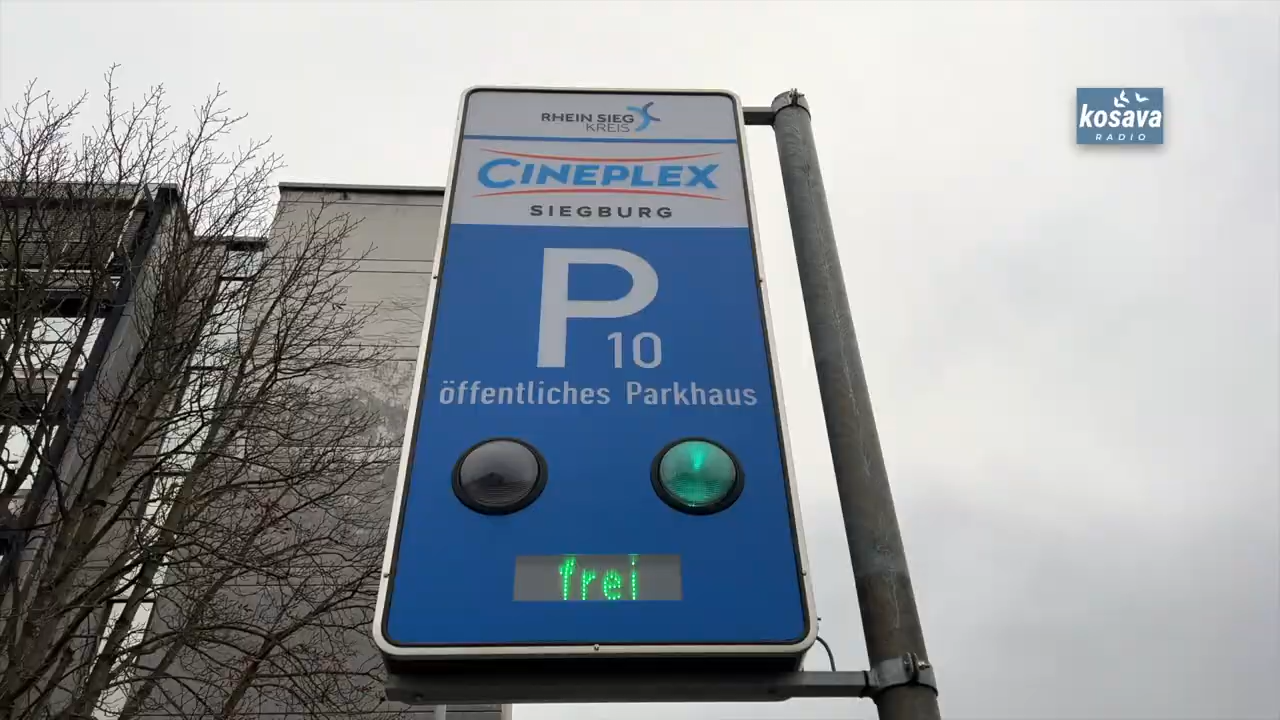 RHEIN SIEG
KREIS
CINEPLEX
SIEGBURG
P
10
öffentliches Parkhaus
frei
kosava
RADIO